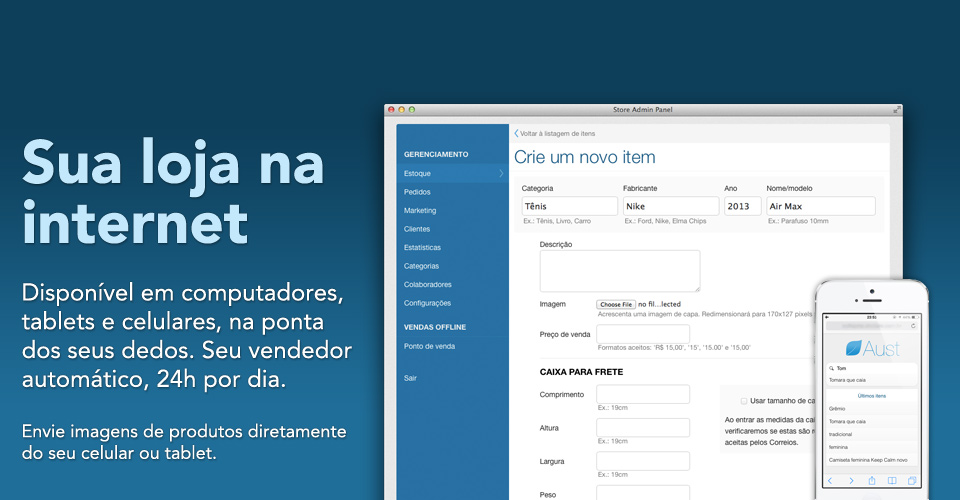 Sua loja na
internet
Disponível em computadores,
tablets e celulares, na ponta
dos seus dedos. Seu vendedor
automático, 24h por dia.
Envie imagens de produtos diretamente
do seu celular ou tablet.
Store Admin Panel
GERENCIAMENTO
Estoque
Pedidos
Marketing
Clientes
Estatísticas
Categorias
Colaboradores
Configurações
VENDAS OFFLINE
Ponto de venda
Sair
Voltar à listagem de itens
Crie um novo item
Categoria Fabricante Ano Nome/modelo
Tênis Nike 2013 Air Max
Ex.: Tênis, Livro, Carro Ex.: Ford, Nike, Elma Chips Ex.: Parafuso 10mm
Descrição
Imagem Choose File no fil...lected
Acrescenta uma imagem de capa. Redimensionará para 170x127 pixels
Preço de venda
Formatos aceitos: 'R$ 15,00', '15', '15.00' e '15,00'
CAIXA PARA FRETE
Comprimento
Ex.: 19cm
Altura
Ex.: 19cm
Largura
Ex.: 19cm
Peso
Usar tamanho de ca
Ao entrar as medidas da ca
verificaremos se estas são
aceitas pelos Correios.
Aust
Tom
Tomara que caia
Últimos itens
Grêmio
Tomara que caia
tradicional
feminina
Camiseta feminina Keep Calm novo